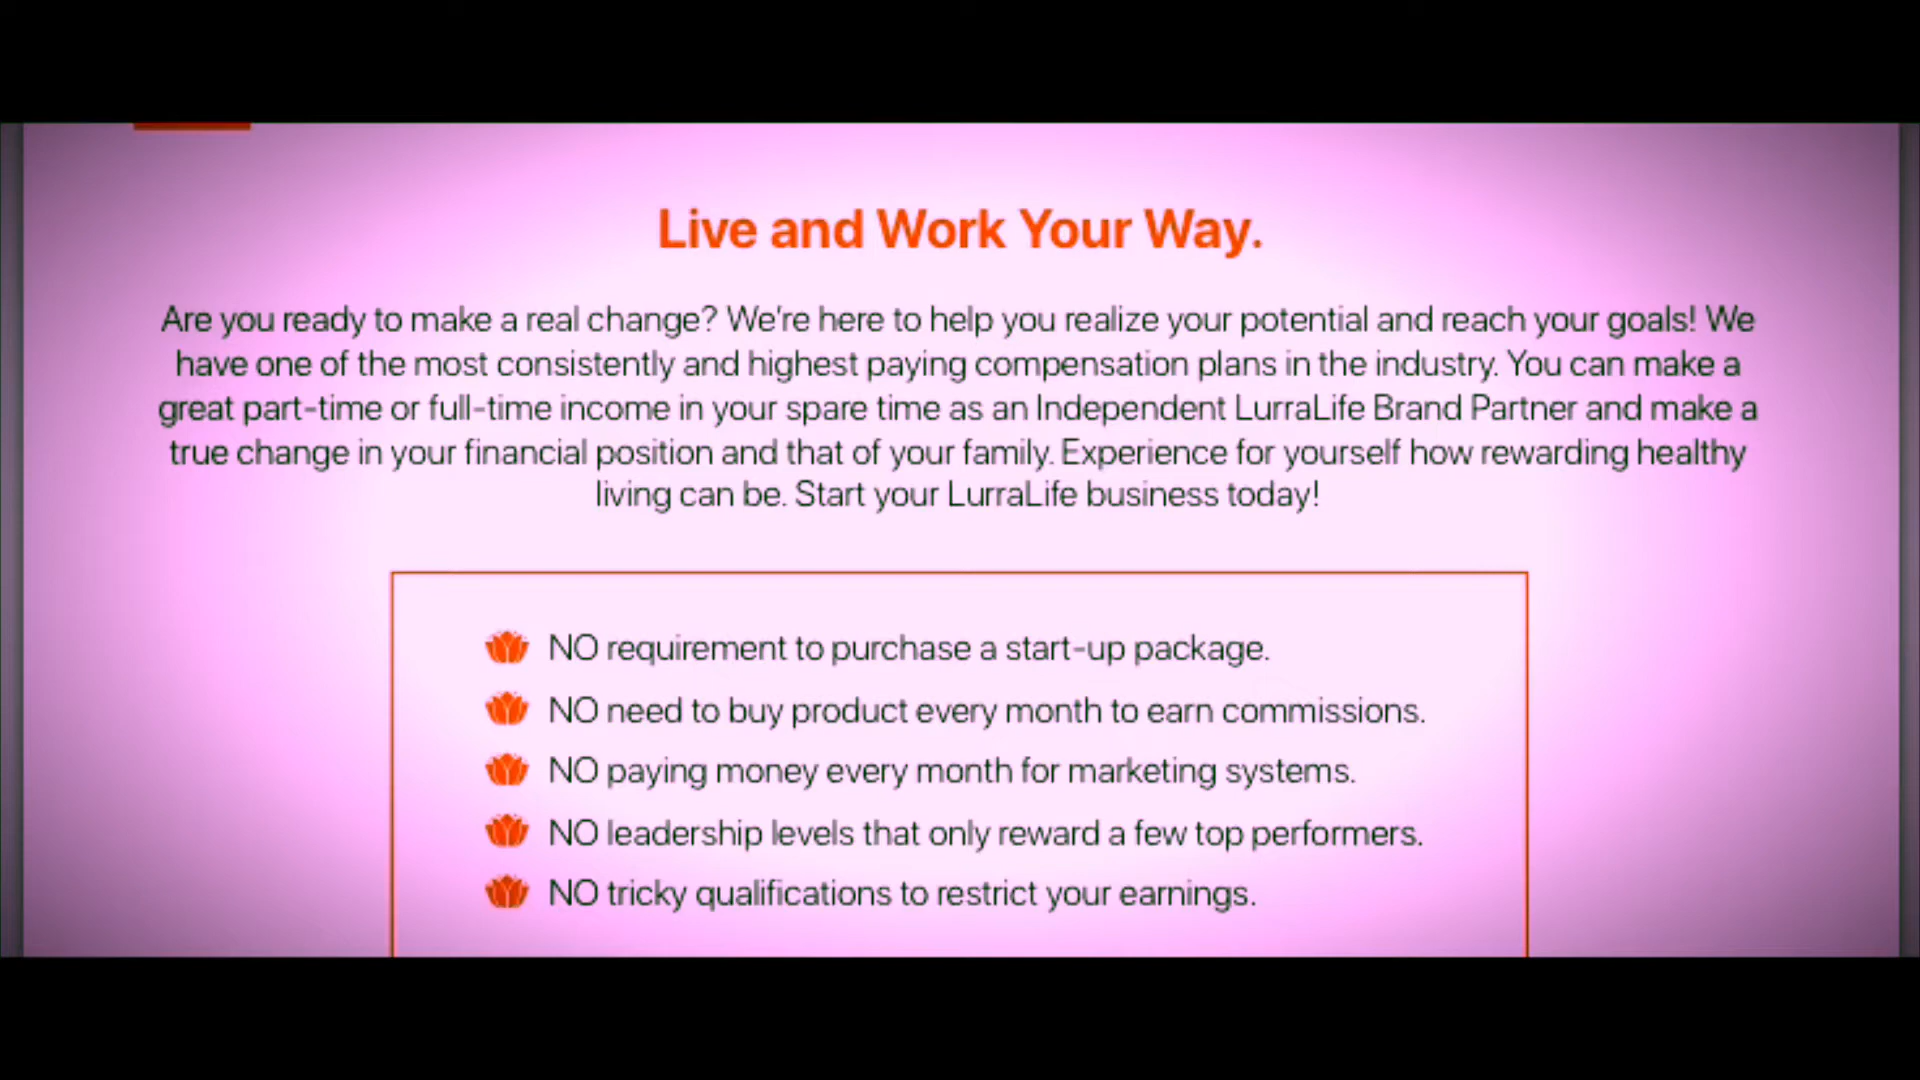 Live and Work Your Way.
Are you ready to make a real change? We're here to help you realize your potential and reach your goals! We
have one of the most consistently and highest paying compensation plans in the industry. You can make a
great part-time or full-time income in your spare time as an Independent LurraLife Brand Partner and make a
true change in your financial position and that of your family. Experience for yourself how rewarding healthy
living can be. Start your LurraLife business today!
NO requirement to purchase a start-up package.
NO need to buy product every month to earn commissions.
NO paying money every month for marketing systems.
NO leadership levels that only reward a few top performers.
NO tricky qualifications to restrict your earnings.